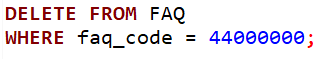 DELETE FROM FAQ
WHERE faq_code = 44000000;